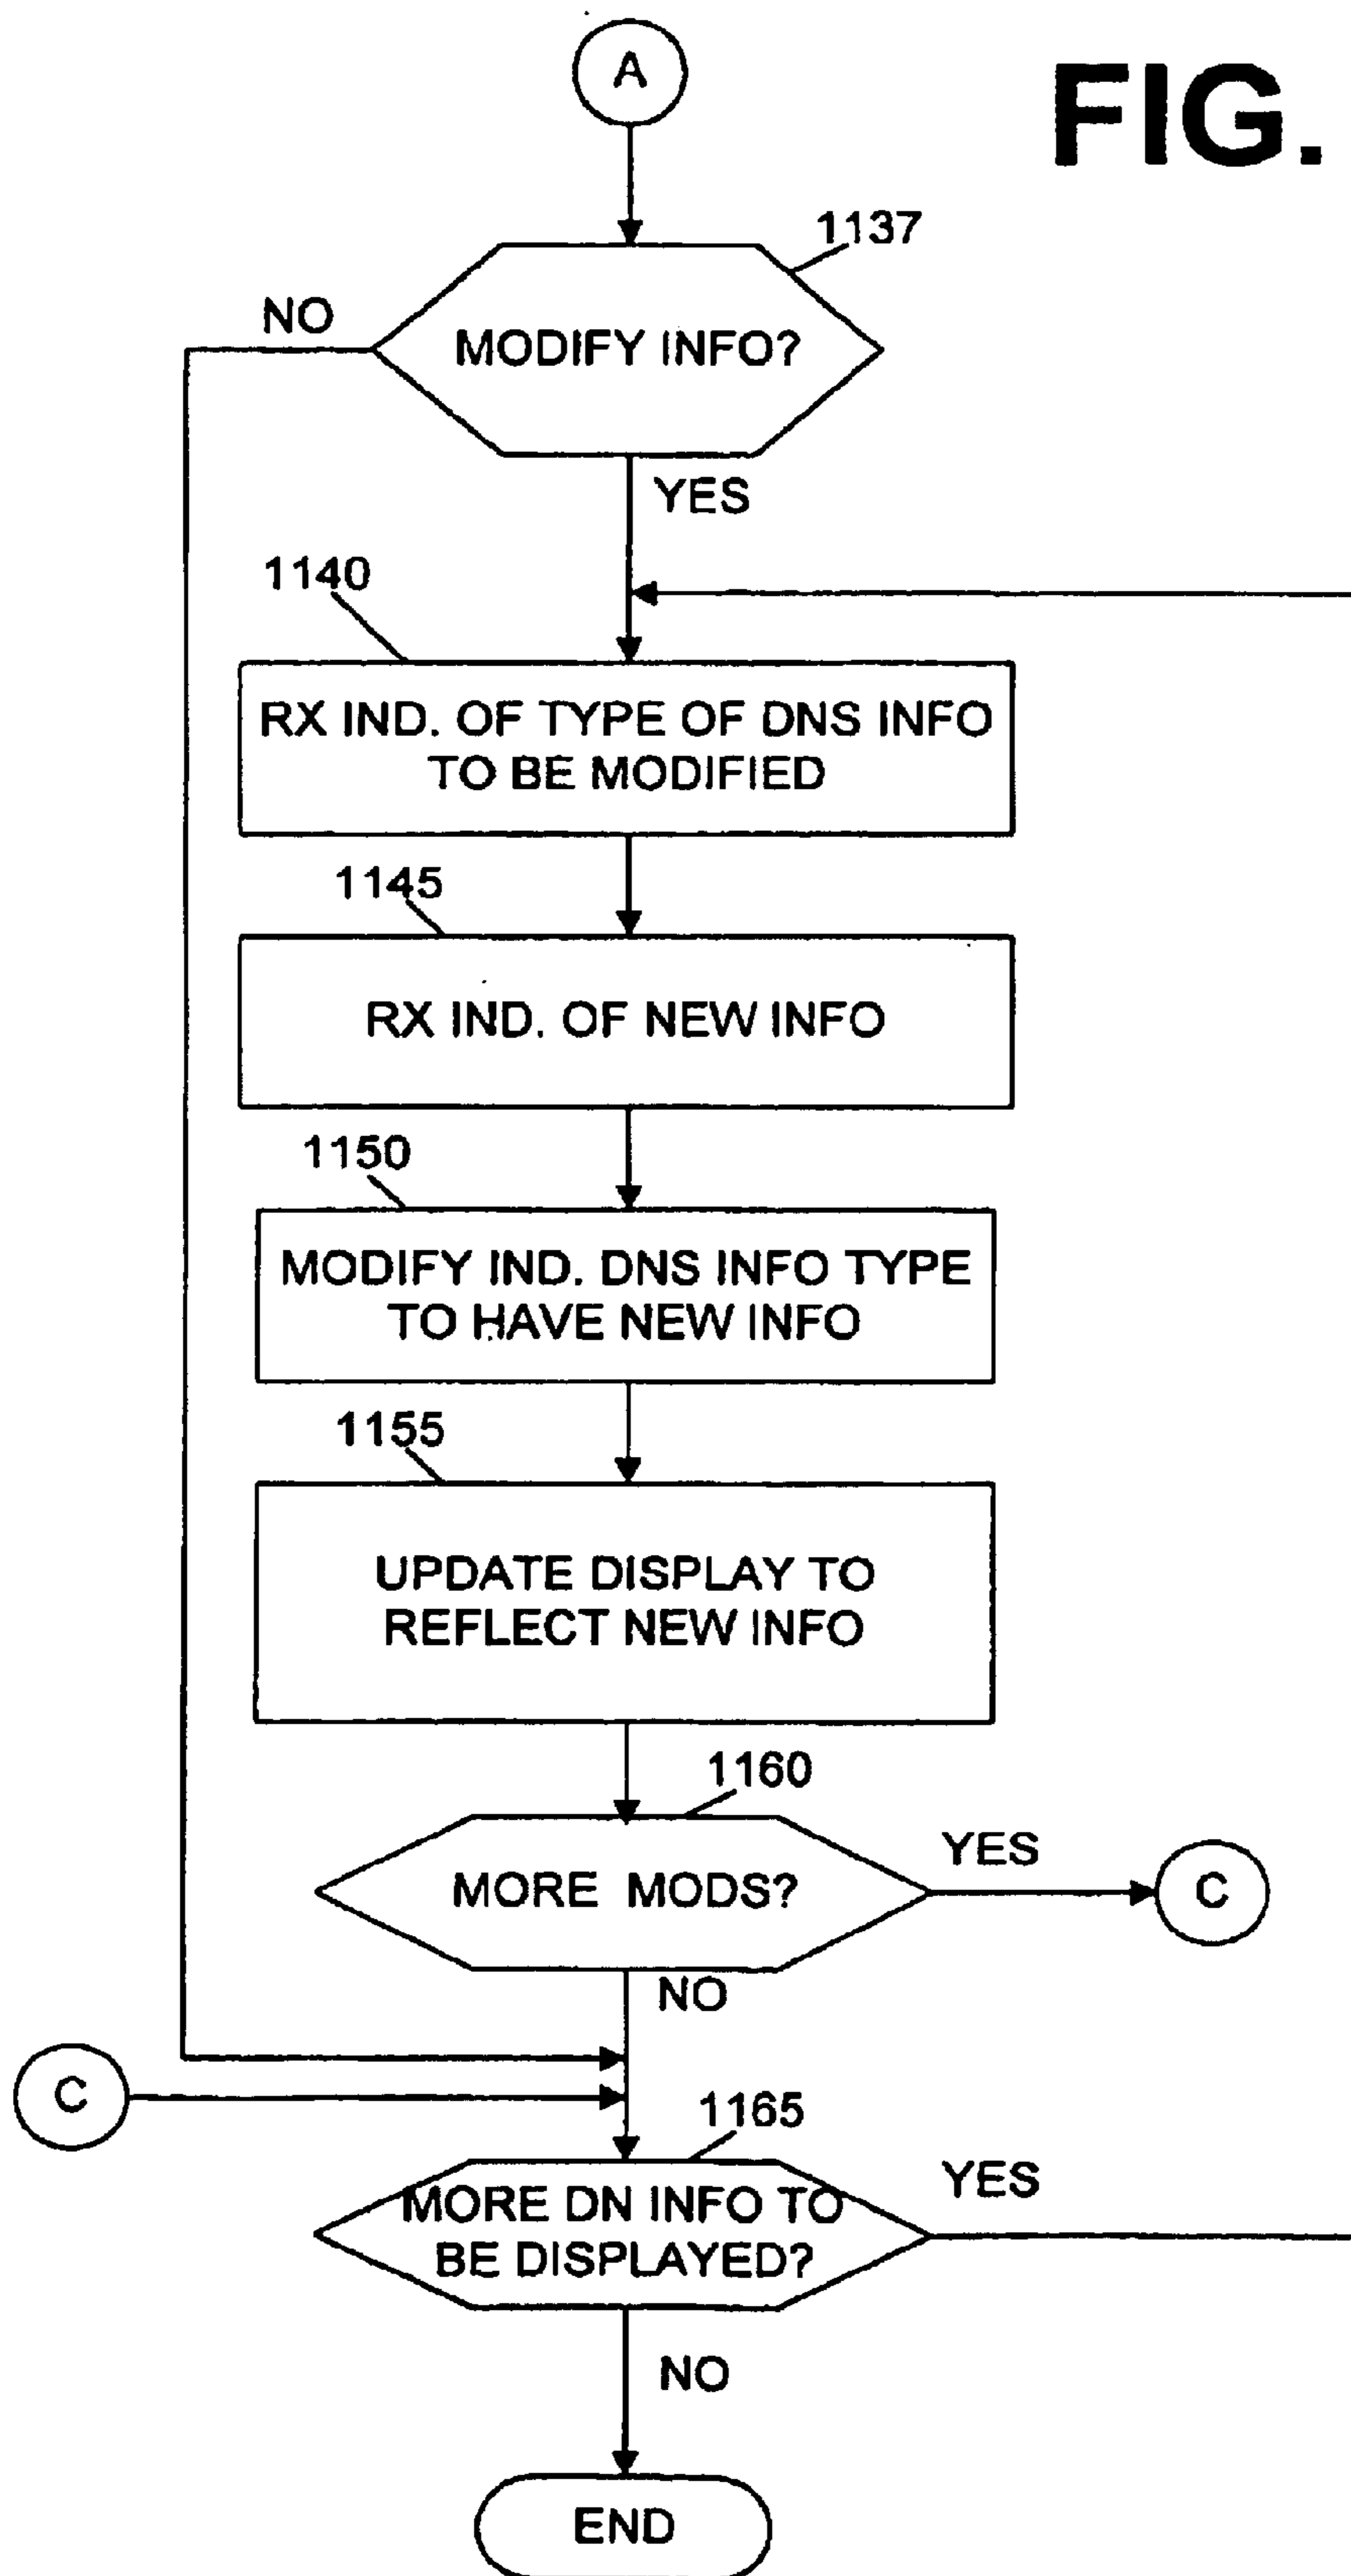 A
FIG.
1137
NO
MODIFY INFO?
YES
1140
RX IND. OF TYPE OF DNS INFO
TO BE MODIFIED
1145
RX IND. OF NEW INFO
1150
MODIFY IND. DNS INFO TYPE
TO HAVE NEW INFO
1155
UPDATE DISPLAY TO
REFLECT NEW INFO
1160
MORE MODS?
YES
C
NO
C
1165
MORE DN INFO TO
BE DISPLAYED?
YES
NO
END